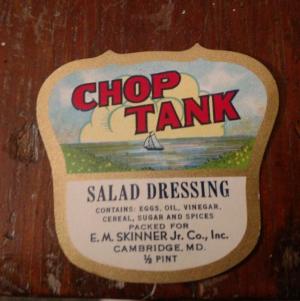 CHOP
TANK
SALAD DRESSING
CONTAINS: EGGS, OIL, VINEGAR,
CEREAL, SUGAR AND SPICES
PACKED FOR
E. M. SKINNER Jr. Co., Inc.
CAMBRIDGE, MD.
½ PINT